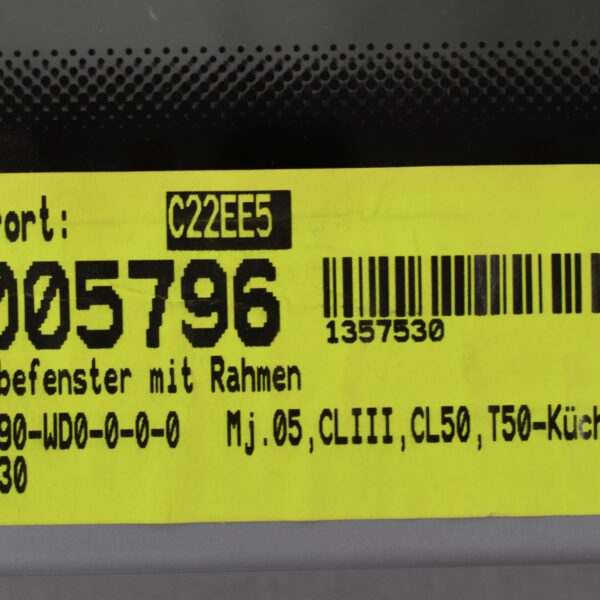 ort: C22EE5
005796
1357530
befenster mit Rahmen
90-WD0-0-0-0 Mj.05,CLIII,CL50,T50-Küch
30